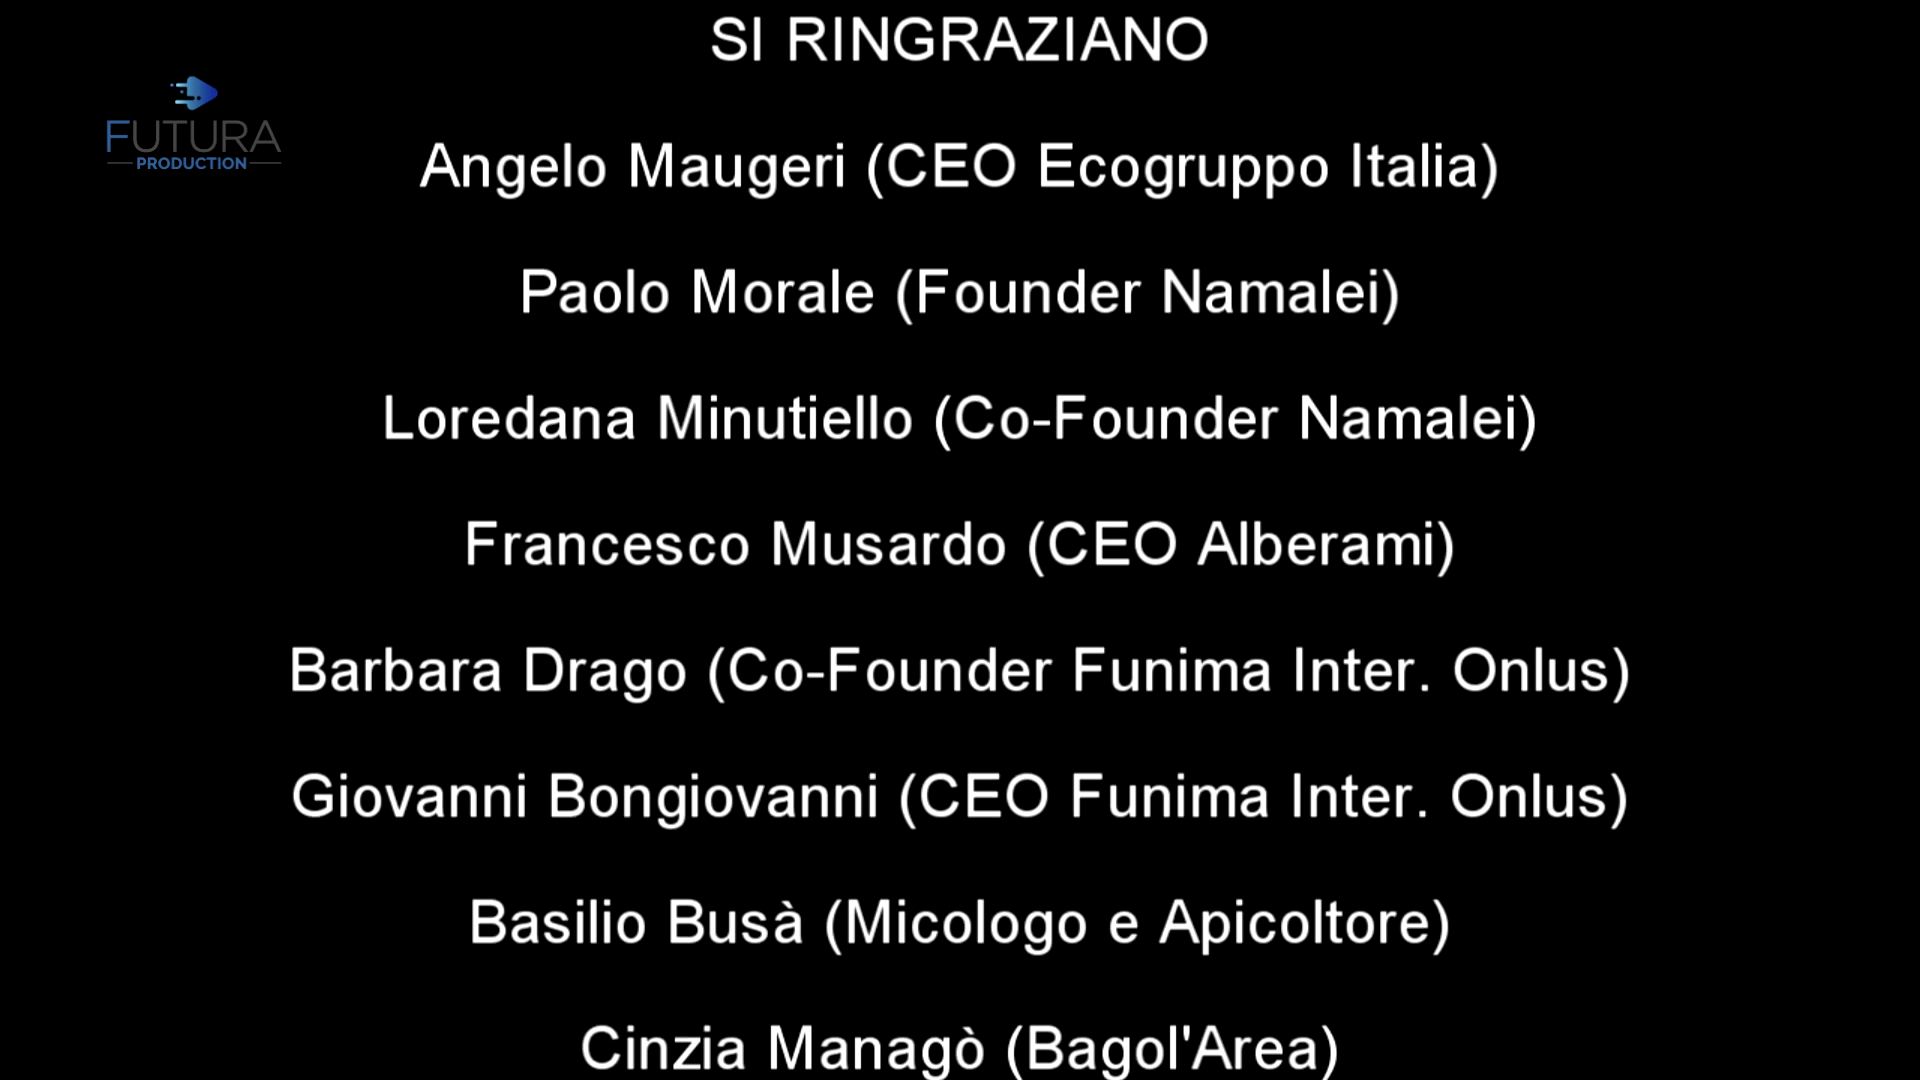 SI RINGRAZIANO
FUTURA
PRODUCTION
Angelo Maugeri (CEO Ecogruppo Italia)
Paolo Morale (Founder Namalei)
Loredana Minutiello (Co-Founder Namalei)
Francesco Musardo (CEO Alberami)
Barbara Drago (Co-Founder Funima Inter. Onlus)
Giovanni Bongiovanni (CEO Funima Inter. Onlus)
Basilio Busà (Micologo e Apicoltore)
Cinzia Managò (Bagol'Area)